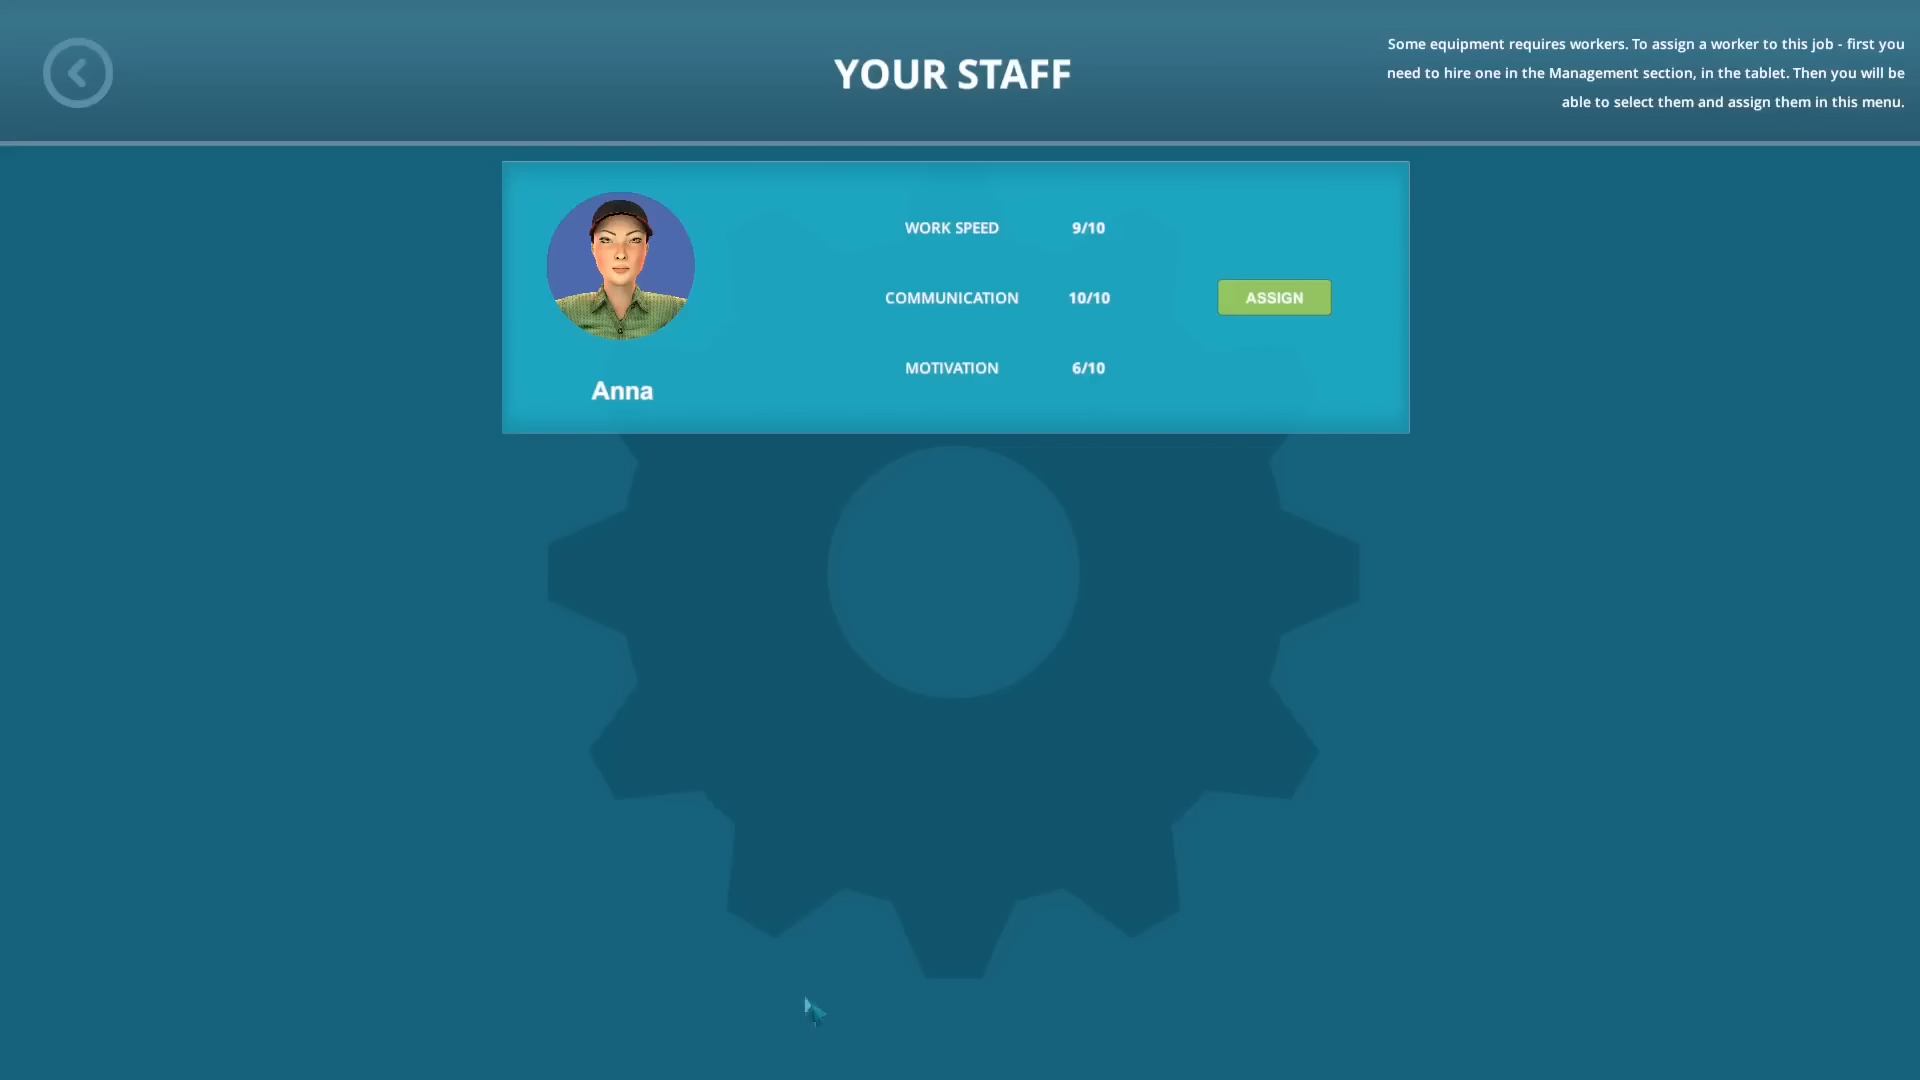 YOUR STAFF
Some equipment requires workers. To assign a worker to this job - first you
need to hire one in the Management section, in the tablet. Then you will be
able to select them and assign them in this menu.
WORK SPEED 9/10
COMMUNICATION 10/10
ASSIGN
MOTIVATION 6/10
Anna